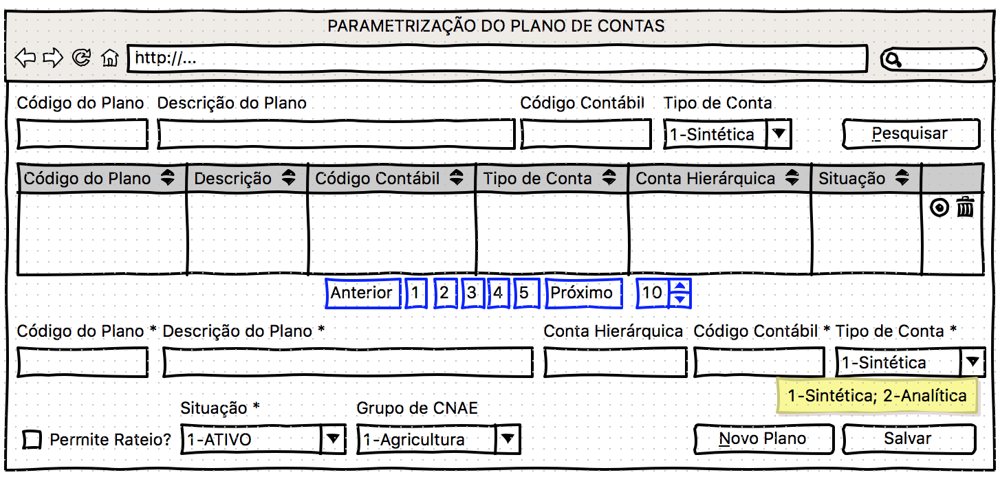 PARAMETRIZAÇÃO DO PLANO DE CONTAS
http://...
Código do Plano Descrição do Plano Código Contábil Tipo de Conta
1-Sintética Pesquisar
Código do Plano Descrição Código Contábil Tipo de Conta Conta Hierárquica Situação
Anterior 1 2 3 4 5 Próximo 10
Código do Plano * Descrição do Plano * Conta Hierárquica Código Contábil * Tipo de Conta *
1-Sintética
1-Sintética; 2-Analítica
Situação * Grupo de CNAE
Permite Rateio? 1-ATIVO 1-Agricultura Novo Plano Salvar